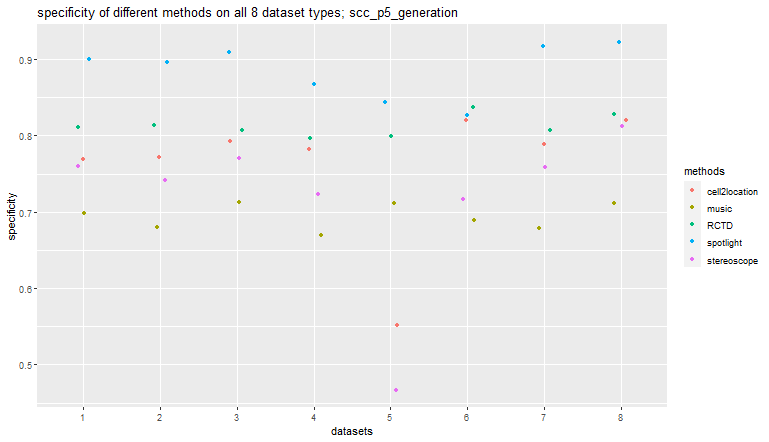 specificity of different methods on all 8 dataset types; scc_p5_generation
specificity
0.9
0.8
0.7
0.6
0.5
1 2 3 4 5 6 7 8
datasets
methods
cell2location
music
RCTD
spotlight
stereoscope